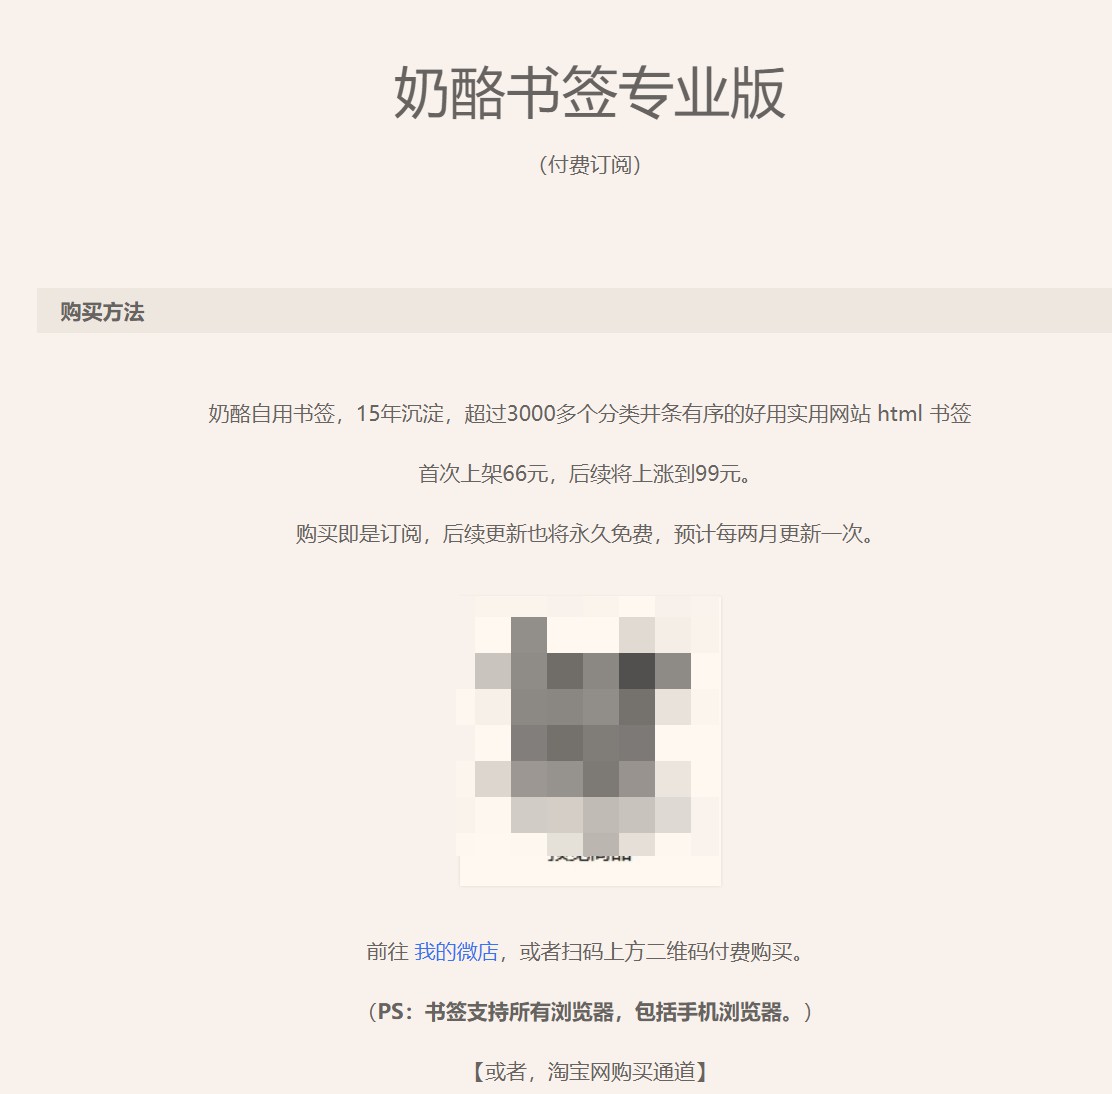 奶酪书签专业版
（付费订阅）
购买方法
奶酪自用书签，15年沉淀，超过3000多个分类井条有序的好用实用网站 html 书签
首次上架66元，后续将上涨到99元。
购买即是订阅，后续更新也将永久免费，预计每两月更新一次。
前往 我的微店，或者扫码上方二维码付费购买。
（PS：书签支持所有浏览器，包括手机浏览器。）
【或者，淘宝网购买通道】